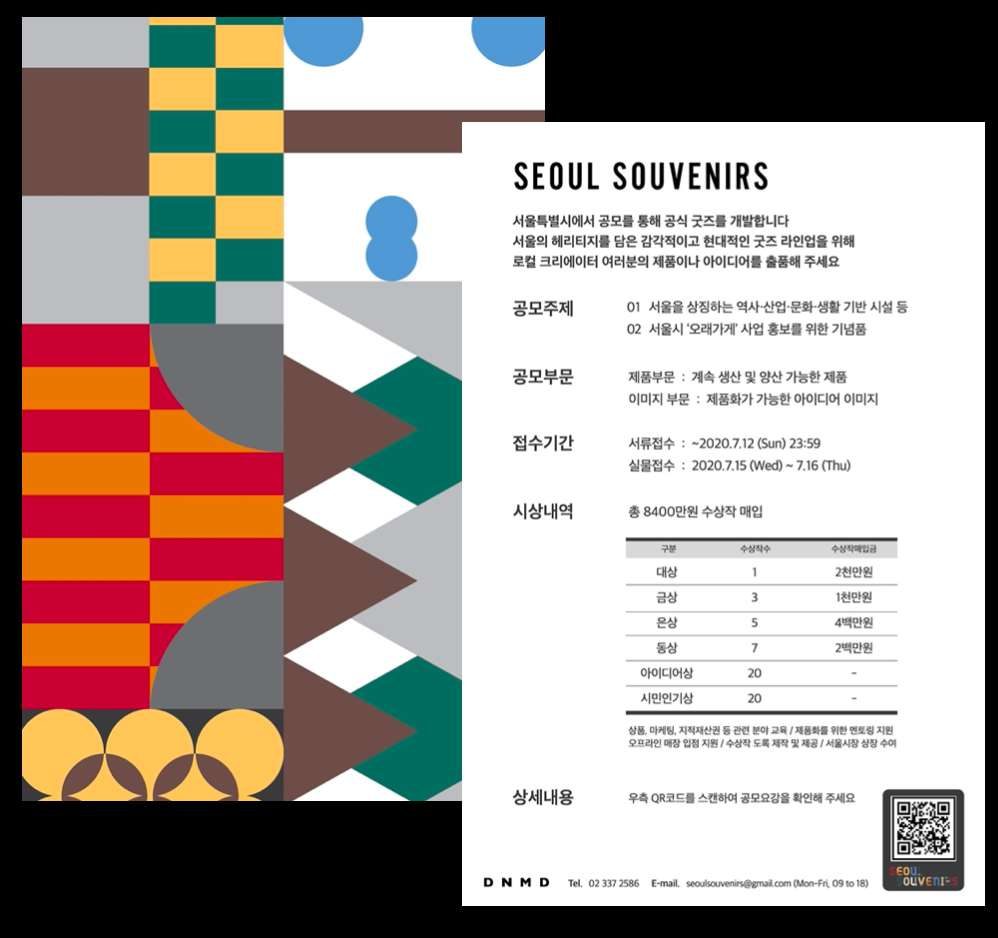 SEOUL SOUVENIRS
서울특별시에서 공모를 통해 공식 굿즈를 개발합니다
서울의 헤리티지를 담은 감각적이고 현대적인 굿즈 라인업을 위해
로컬 크리에이터 여러분의 제품이나 아이디어를 출품해 주세요
공모주제 01 서울을 상징하는 역사·산업·문화·생활 기반 시설 등
02 서울시 '오래가게' 사업 홍보를 위한 기념품
공모부문 제품부문 : 계속 생산 및 양산 가능한 제품
이미지 부문 : 제품화가 가능한 아이디어 이미지
접수기간 서류접수 : ~2020.7.12 (Sun) 23:59
실물접수 : 2020.7.15 (Wed) ~ 7.16 (Thu)
시상내역 총 8400만원 수상작 매입
구분 수상작수 수상작매입금
대상 1 2천만원
금상 3 1천만원
은상 5 4백만원
동상 7 2백만원
아이디어상 20 -
시민인기상 20 -
상품, 마케팅, 지적재산권 등 관련 분야 교육 / 제품화를 위한 멘토링 지원
오프라인 매장 입점 지원 / 수상작 도록 제작 및 제공 / 서울시장 상장 수여
상세내용 우측 QR코드를 스캔하여 공모요강을 확인해 주세요
SEOUL
SOUVENIRS
DNMD Tel. 02 337 2586 E-mail. seoulsouvenirs@gmail.com (Mon-Fri, 09 to 18)